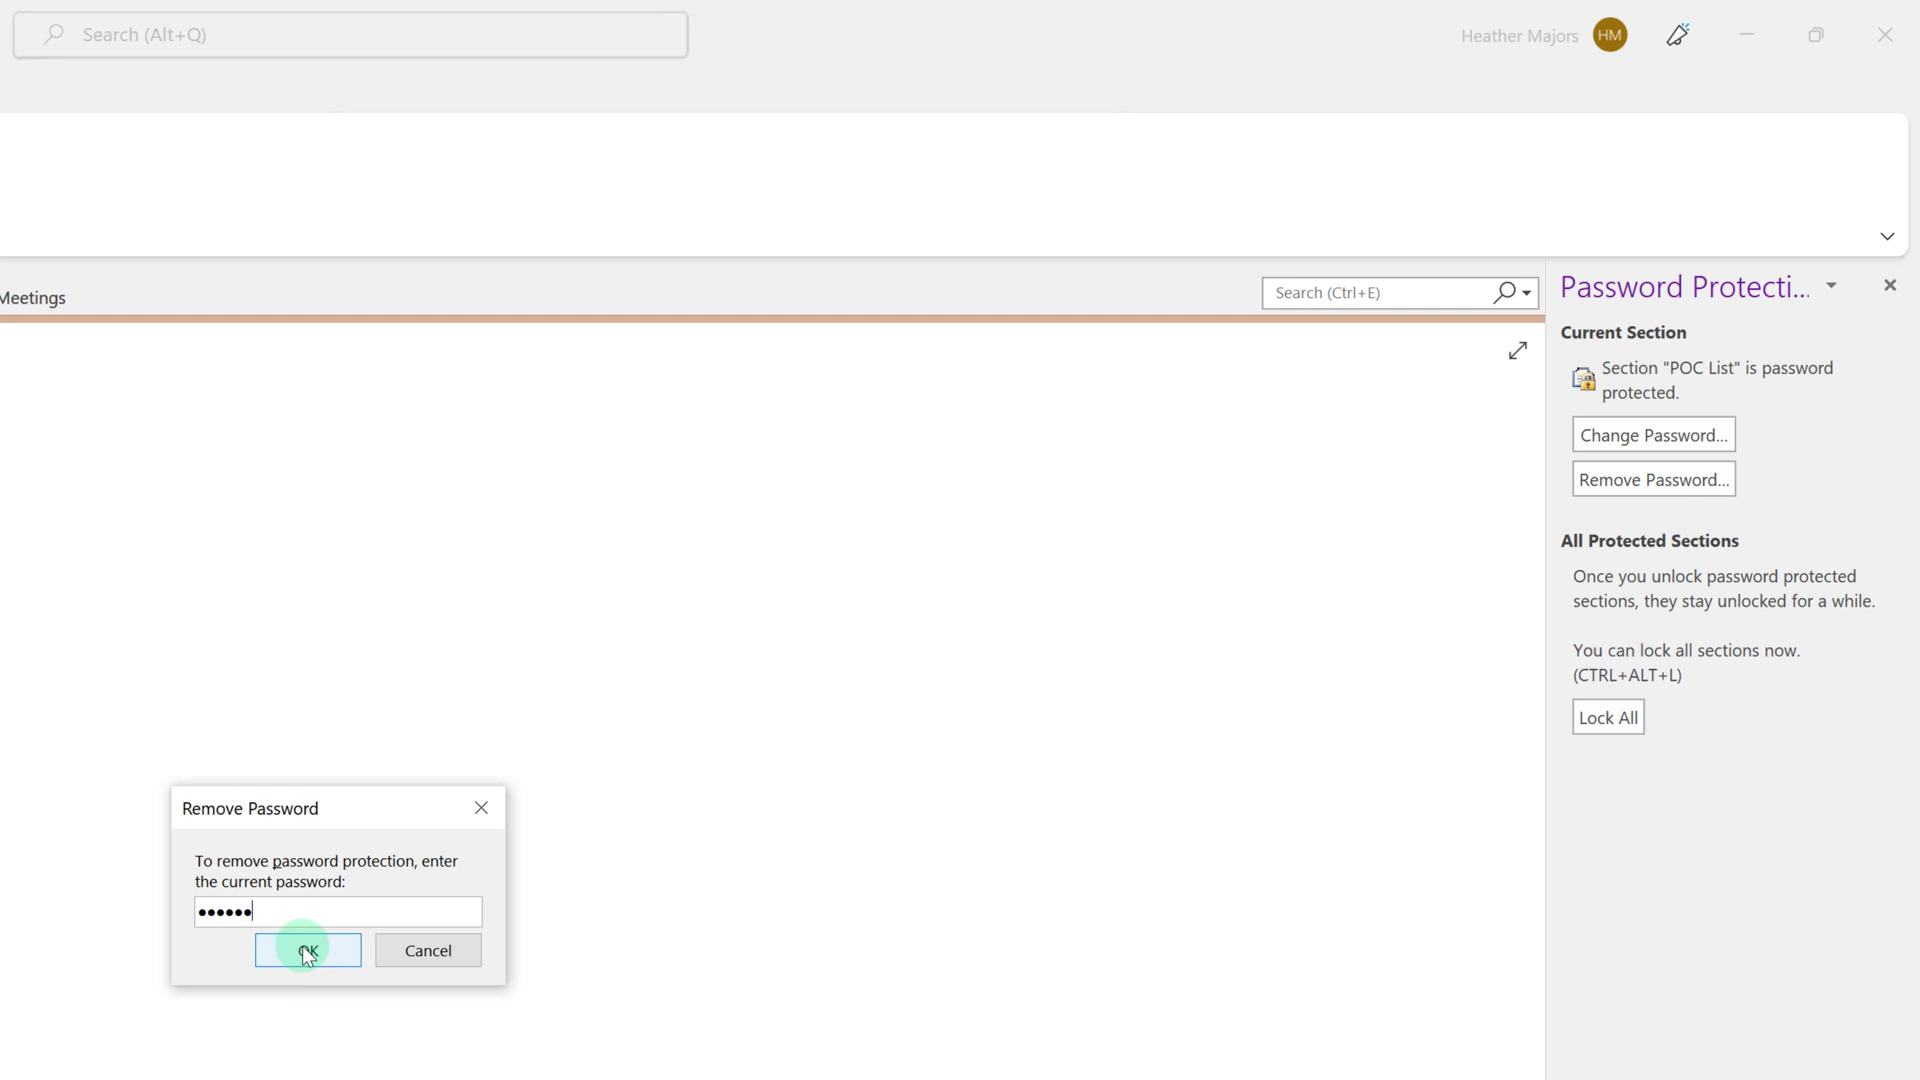 Search (Alt+Q)
Heather Majors
HM
Meetings
Search (Ctrl+E)
Password Protecti...
Current Section
Section "POC List" is password
protected.
Change Password...
Remove Password...
All Protected Sections
Once you unlock password protected
sections, they stay unlocked for a while.
You can lock all sections now.
(CTRL+ALT+L)
Lock All
Remove Password
To remove password protection, enter
the current password:
••••••
OK
Cancel